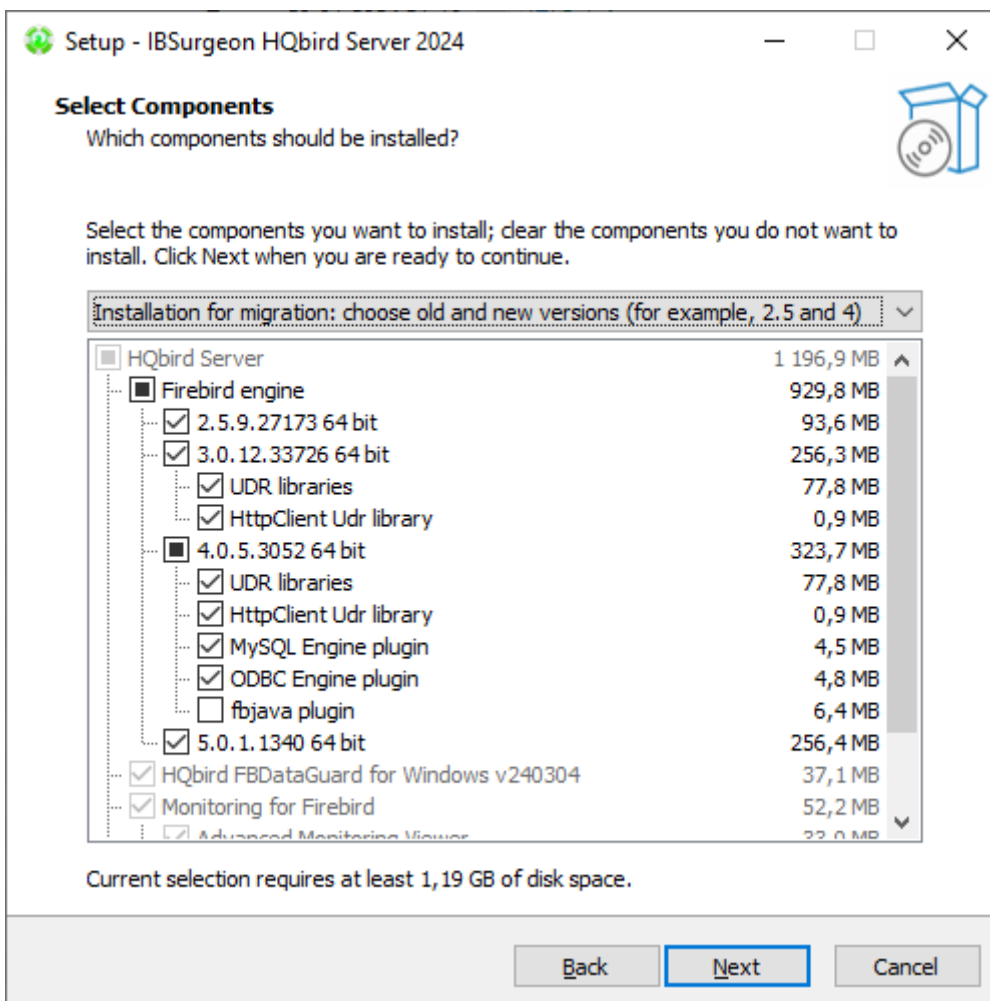 Setup - IBSurgeon HQbird Server 2024
Select Components
Which components should be installed?
Select the components you want to install; clear the components you do not want to
install. Click Next when you are ready to continue.
Installation for migration: choose old and new versions (for example, 2.5 and 4)
HQbird Server 1 196,9 MB
Firebird engine 929,8 MB
2.5.9.27173 64 bit 93,6 MB
3.0.12.33726 64 bit 256,3 MB
UDR libraries 77,8 MB
HttpClient Udr library 0,9 MB
4.0.5.3052 64 bit 323,7 MB
UDR libraries 77,8 MB
HttpClient Udr library 0,9 MB
MySQL Engine plugin 4,5 MB
ODBC Engine plugin 4,8 MB
fbjava plugin 6,4 MB
5.0.1.1340 64 bit 256,4 MB
HQbird FBDataGuard for Windows v240304 37,1 MB
Monitoring for Firebird 52,2 MB
Advanced Monitoring Viewer
Current selection requires at least 1,19 GB of disk space.
Back Next Cancel